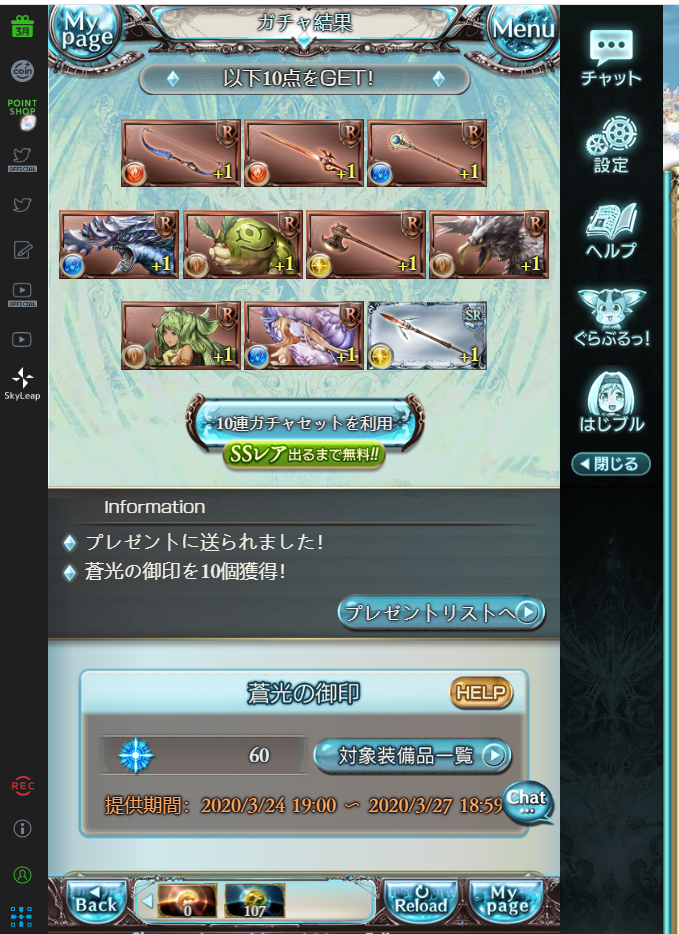 3月
coin
POINT
SHOP
OFFICIAL
OFFICIAL
SkyLeap
REC
My
page
ガチャ結果
Menu
以下10点をGET!
R
+1
R
+1
R
+1
R
+1
R
+1
R
+1
R
+1
R
+1
R
+1
SR
+1
10連ガチャセットを利用
SSレア出るまで無料!!
Information
プレゼントに送られました!
蒼光の御印を10個獲得!
プレゼントリストへ
蒼光の御印
HELP
60
対象装備品一覧
提供期間: 2020/3/24 19:00 ~ 2020/3/27 18:59
Chat
Back
0
107
Reload
My
page
チャット
設定
ヘルプ
ぐらぶるっ!
はじブル
閉じる